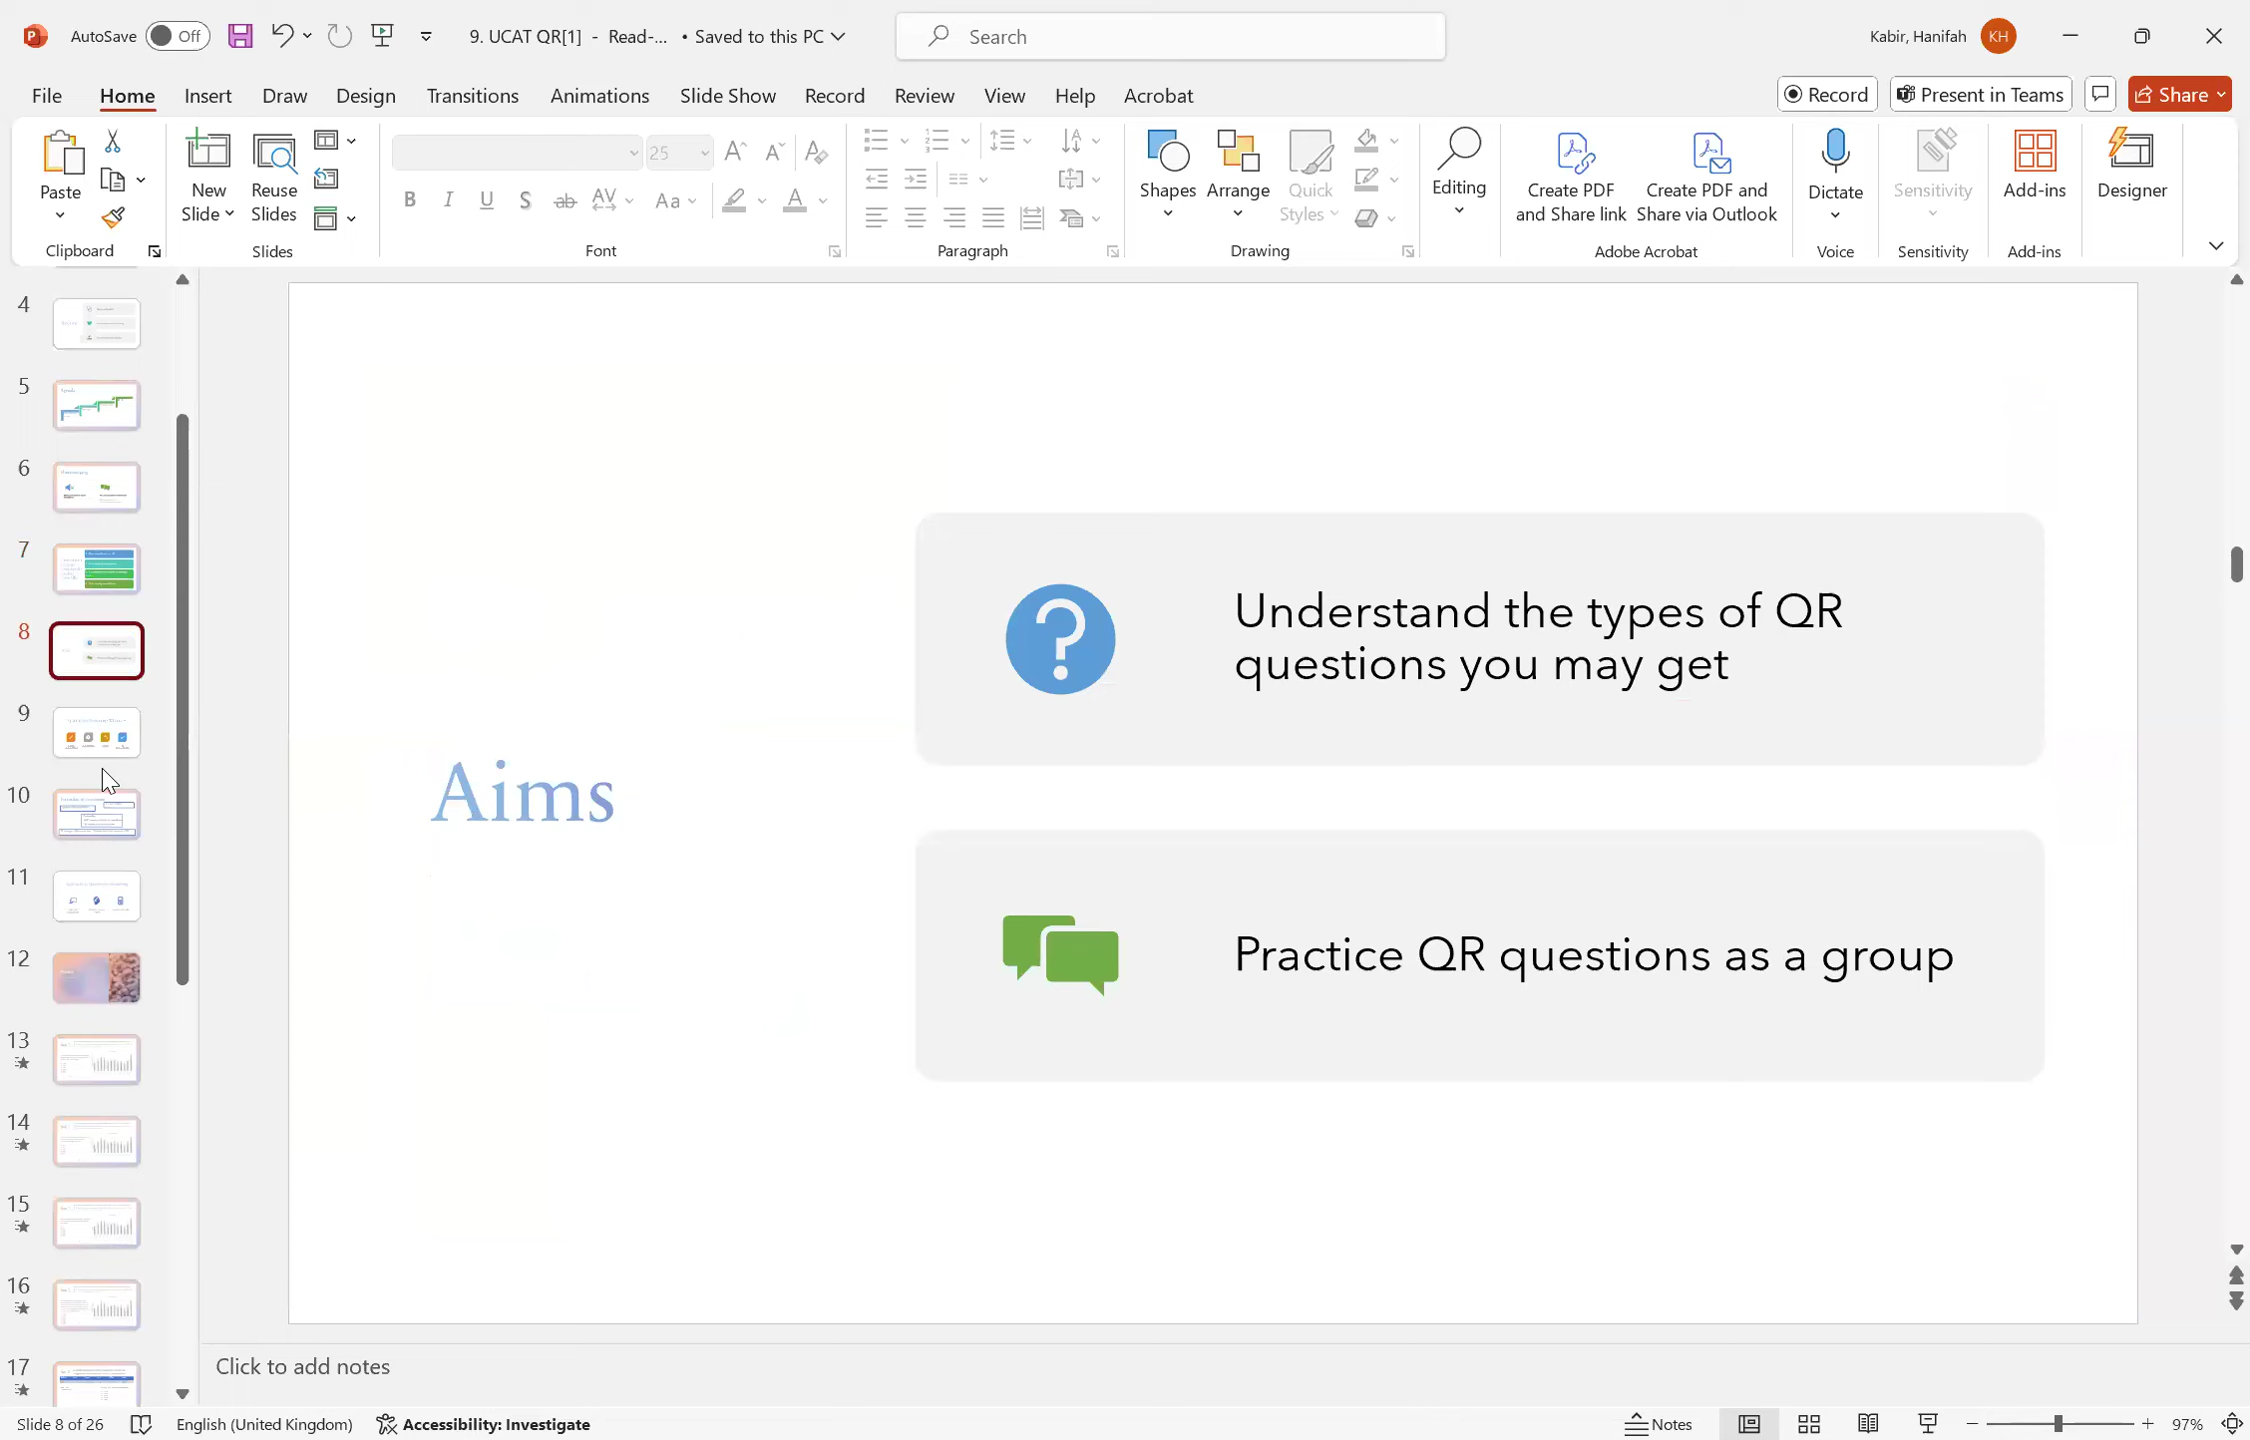 AutoSave Off 9. UCAT QR[1] - Read-... • Saved to this PC Search Kabir, Hanifah KH
File Home Insert Draw Design Transitions Animations Slide Show Record Review View Help Acrobat Record Present in Teams Share
Paste New Slide Reuse Slides 25 Shapes Arrange Quick Styles Editing Create PDF and Share link Create PDF and Share via Outlook Dictate Sensitivity Add-ins Designer
B I U S ab AV Aa A
Clipboard Slides Font Paragraph Drawing Adobe Acrobat Voice Sensitivity Add-ins
4
5
6
7
8
9
10
11
12
13
14
15
16
17
Understand the types of QR
questions you may get
Aims
Practice QR questions as a group
Click to add notes
Slide 8 of 26 English (United Kingdom) Accessibility: Investigate Notes 97%